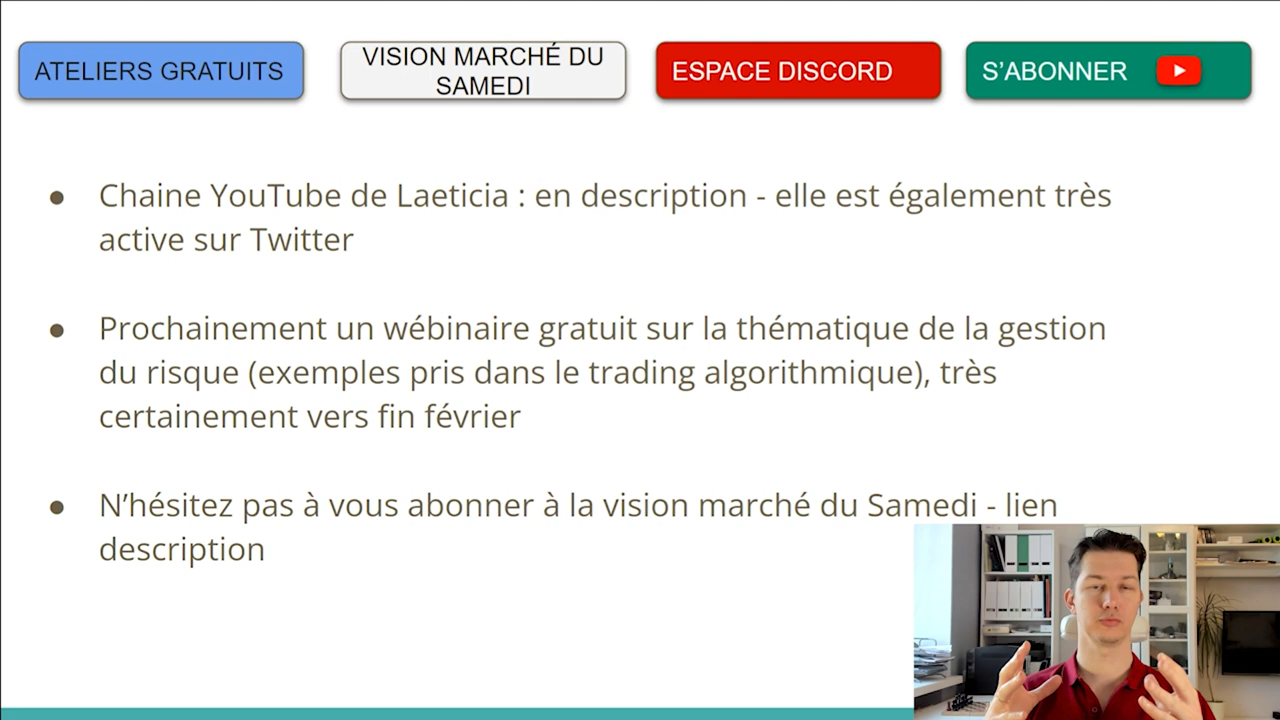 ATELIERS GRATUITS
VISION MARCHÉ DU
SAMEDI
ESPACE DISCORD
S’ABONNER
● Chaine YouTube de Laeticia : en description - elle est également très
active sur Twitter
● Prochainement un wébinaire gratuit sur la thématique de la gestion
du risque (exemples pris dans le trading algorithmique), très
certainement vers fin février
● N’hésitez pas à vous abonner à la vision marché du Samedi - lien
description